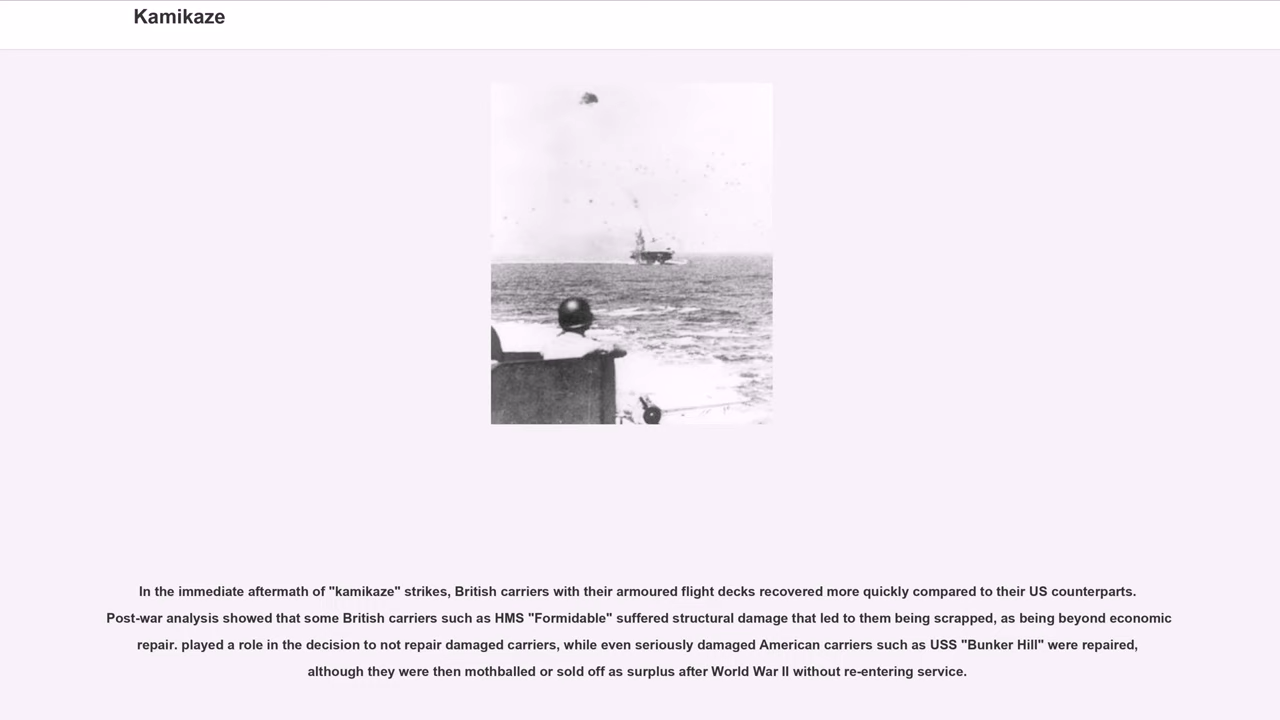 Kamikaze
In the immediate aftermath of "kamikaze" strikes, British carriers with their armoured flight decks recovered more quickly compared to their US counterparts.
Post-war analysis showed that some British carriers such as HMS "Formidable" suffered structural damage that led to them being scrapped, as being beyond economic
repair. played a role in the decision to not repair damaged carriers, while even seriously damaged American carriers such as USS "Bunker Hill" were repaired,
although they were then mothballed or sold off as surplus after World War II without re-entering service.